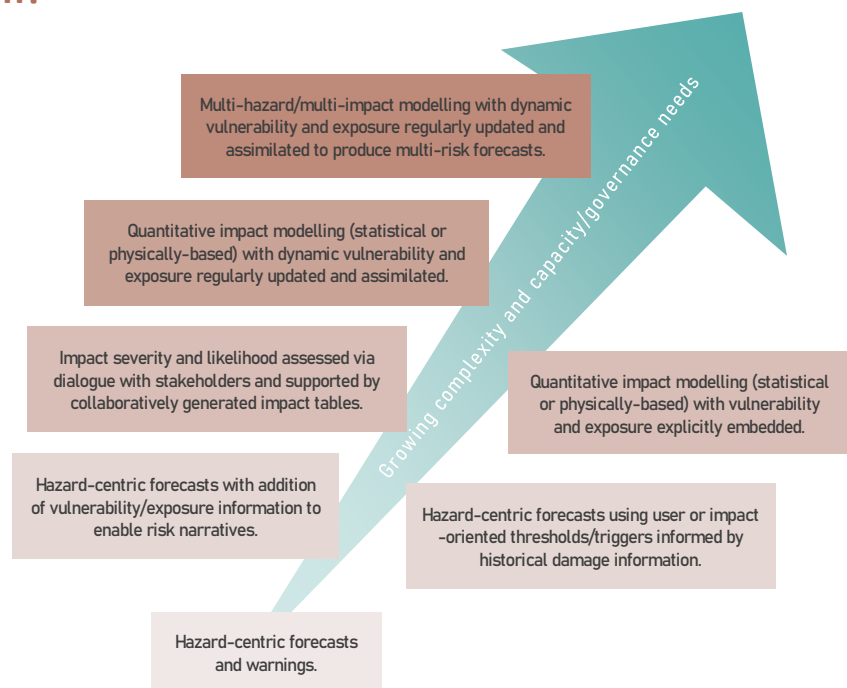 Multi-hazard/multi-impact modelling with dynamic
vulnerability and exposure regularly updated and
assimilated to produce multi-risk forecasts.
Growing complexity and capacity/governance needs
Quantitative impact modelling (statistical or
physically-based) with dynamic vulnerability and
exposure regularly updated and assimilated.
Impact severity and likelihood assessed via
dialogue with stakeholders and supported by
collaboratively generated impact tables.
Quantitative impact modelling (statistical
or physically-based) with vulnerability
and exposure explicitly embedded.
Hazard-centric forecasts with addition
of vulnerability/exposure information to
enable risk narratives.
Hazard-centric forecasts using user or impact
-oriented thresholds/triggers informed by
historical damage information.
Hazard-centric forecasts
and warnings.